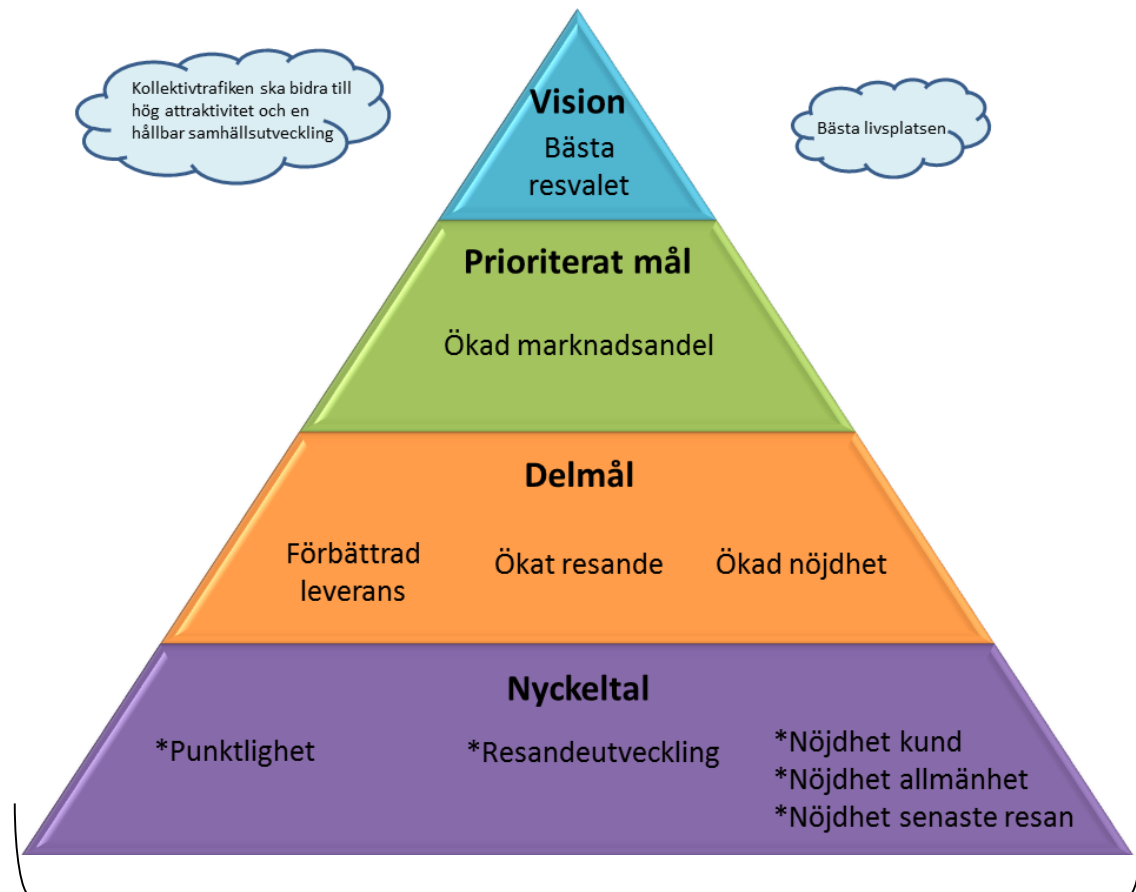 Kollektivtrafiken ska bidra till
hög attraktivitet och en
hållbar samhällsutveckling
Bästa livsplatsen
Vision
Bästa
resvalet
Prioriterat mål
Ökad marknadsandel
Delmål
Förbättrad
leverans
Ökat resande
Ökad nöjdhet
Nyckeltal
*Punktlighet
*Resandeutveckling
*Nöjdhet kund
*Nöjdhet allmänhet
*Nöjdhet senaste resan